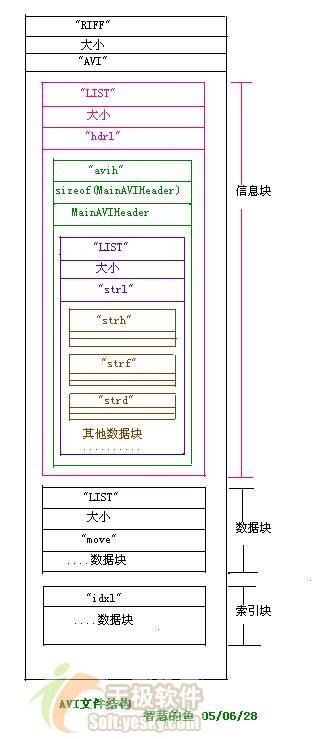 "RIFF"
大小
"AVI"
"LIST"
大小
"hdrl"
"avih"
sizeof(MainAVIHeader)
MainAVIHeader
"LIST"
大小
"strl"
"strh"
"strf"
"strd"
其他数据块
..........
信息块
"LIST"
大小
"move"
....数据块
数据块
"idxl"
....数据块
索引块
AVI文件结构
智慧的鱼 05/06/28
天极软件
Soft.yesky.com